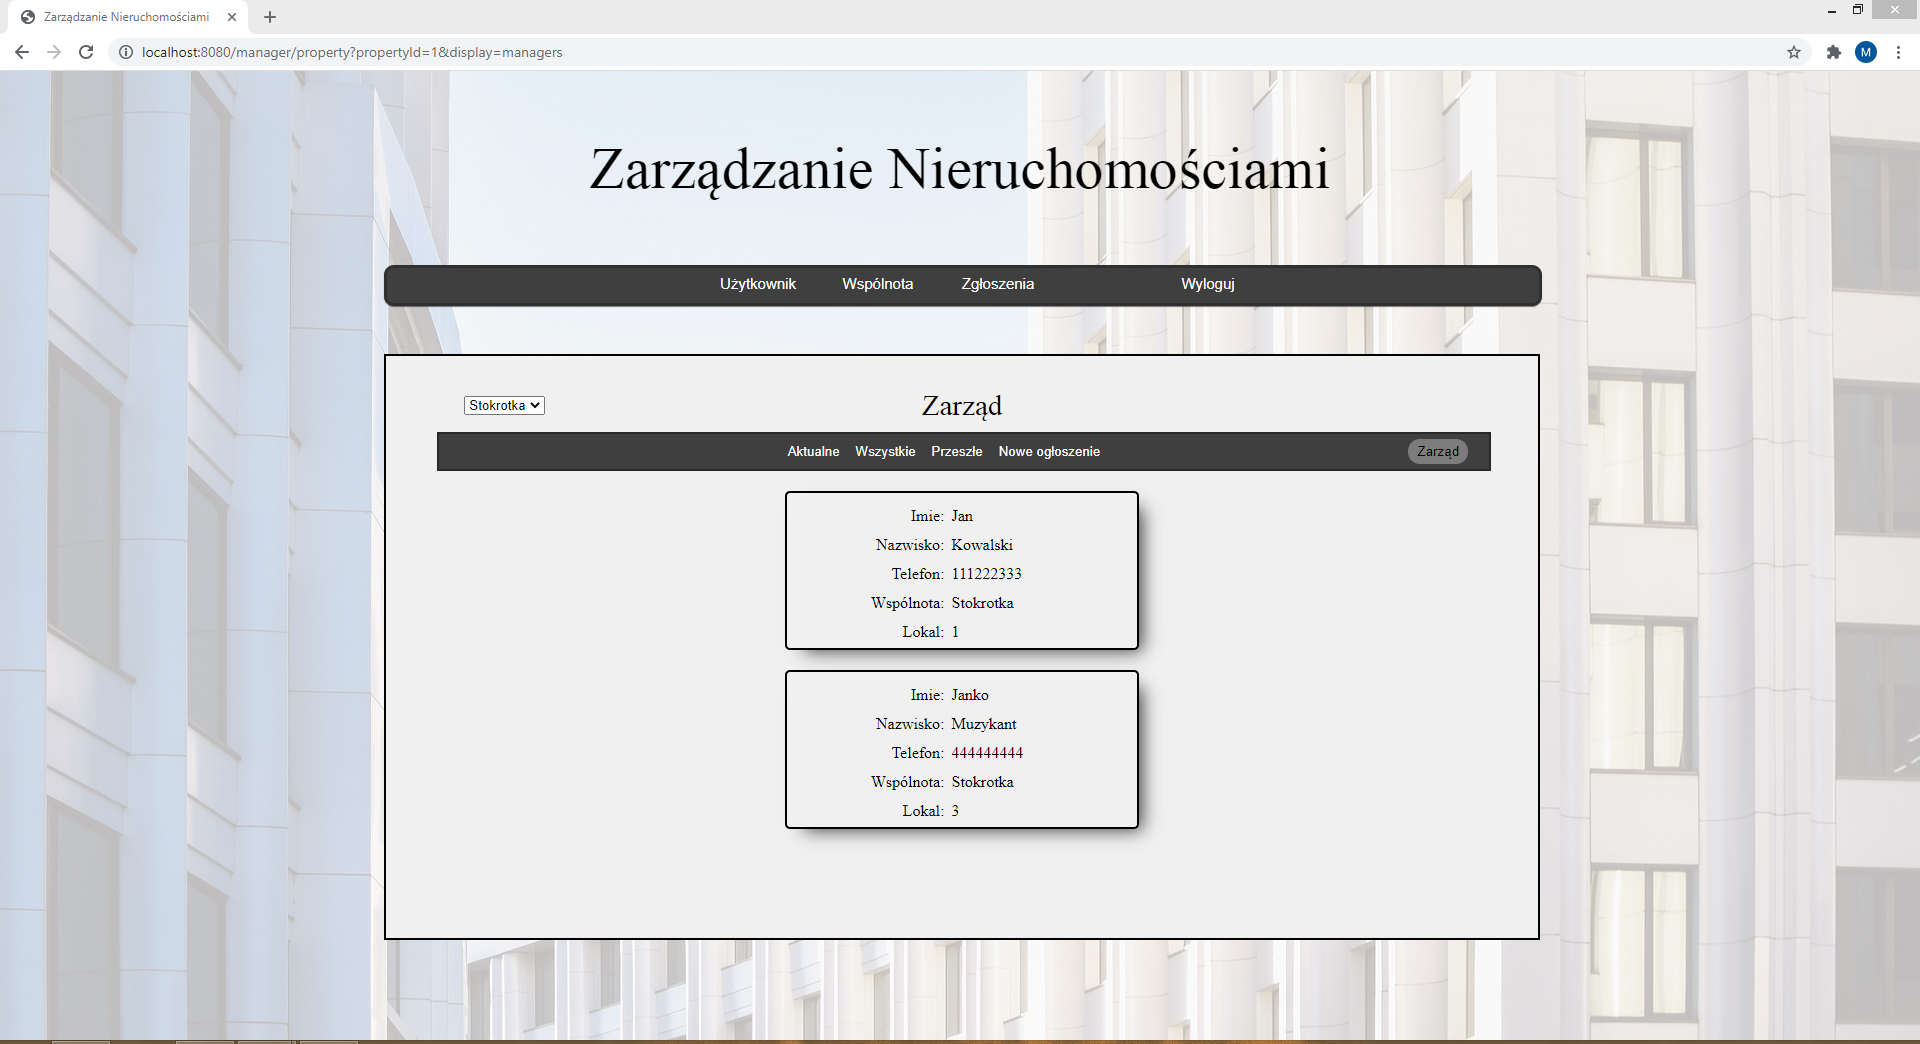 Zarządzanie Nieruchomościami
localhost:8080/manager/property?propertyId=1&display=managers
M
Zarządzanie Nieruchomościami
Użytkownik Wspólnota Zgłoszenia Wyloguj
Stokrotka Zarząd
Aktualne Wszystkie Przeszłe Nowe ogłoszenie Zarząd
Imie: Jan
Nazwisko: Kowalski
Telefon: 111222333
Wspólnota: Stokrotka
Lokal: 1
Imie: Janko
Nazwisko: Muzykant
Telefon: 444444444
Wspólnota: Stokrotka
Lokal: 3